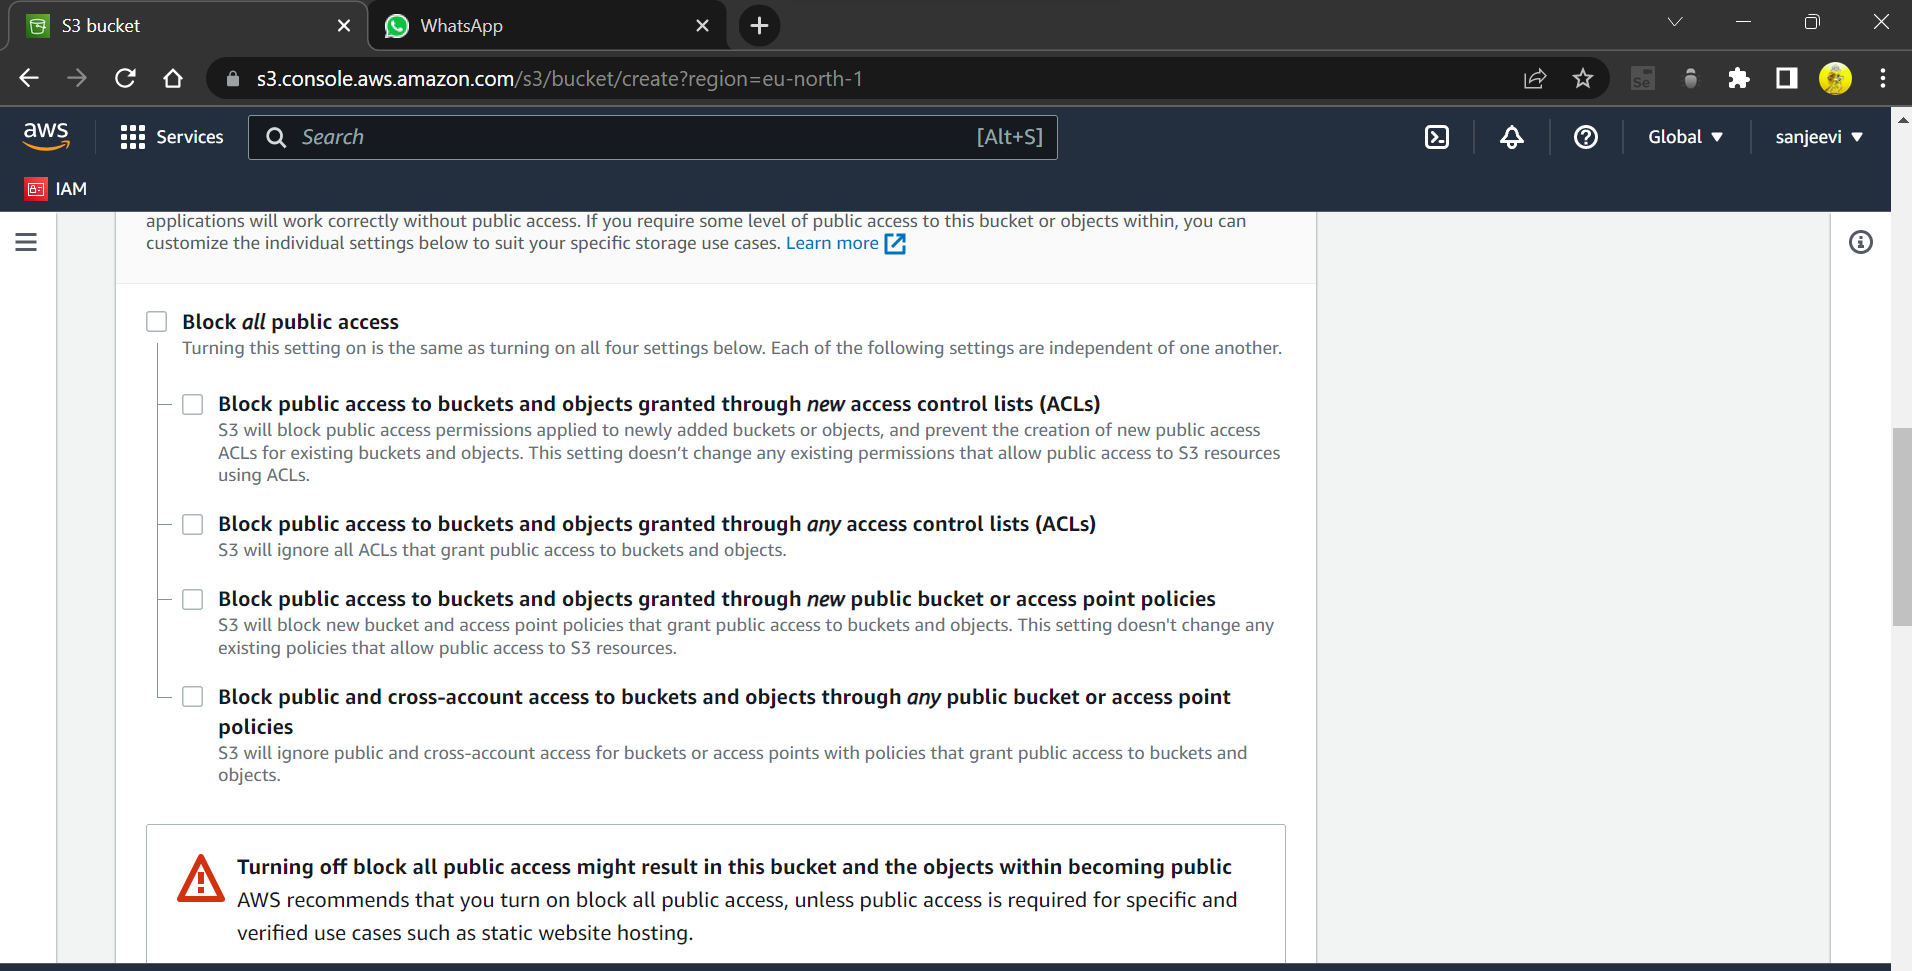 S3 bucket
WhatsApp
s3.console.aws.amazon.com/s3/bucket/create?region=eu-north-1
Se
aws
Services
Search
[Alt+S]
Global
sanjeevi
IAM
applications will work correctly without public access. If you require some level of public access to this bucket or objects within, you can
customize the individual settings below to suit your specific storage use cases. Learn more
Block all public access
Turning this setting on is the same as turning on all four settings below. Each of the following settings are independent of one another.
Block public access to buckets and objects granted through new access control lists (ACLs)
S3 will block public access permissions applied to newly added buckets or objects, and prevent the creation of new public access
ACLs for existing buckets and objects. This setting doesn’t change any existing permissions that allow public access to S3 resources
using ACLs.
Block public access to buckets and objects granted through any access control lists (ACLs)
S3 will ignore all ACLs that grant public access to buckets and objects.
Block public access to buckets and objects granted through new public bucket or access point policies
S3 will block new bucket and access point policies that grant public access to buckets and objects. This setting doesn't change any
existing policies that allow public access to S3 resources.
Block public and cross-account access to buckets and objects through any public bucket or access point
policies
S3 will ignore public and cross-account access for buckets or access points with policies that grant public access to buckets and
objects.
Turning off block all public access might result in this bucket and the objects within becoming public
AWS recommends that you turn on block all public access, unless public access is required for specific and
verified use cases such as static website hosting.